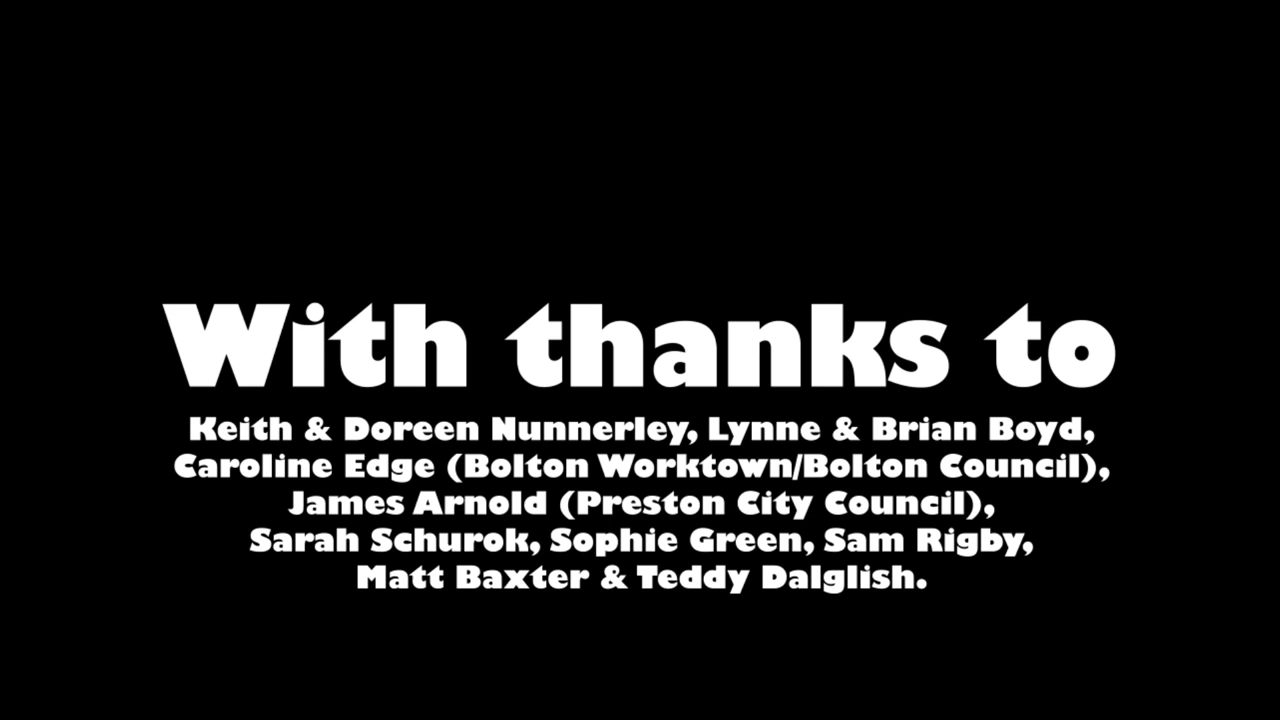 With thanks to
Keith & Doreen Nunnerley, Lynne & Brian Boyd,
Caroline Edge (Bolton Worktown/Bolton Council),
James Arnold (Preston City Council),
Sarah Schurok, Sophie Green, Sam Rigby,
Matt Baxter & Teddy Dalglish.